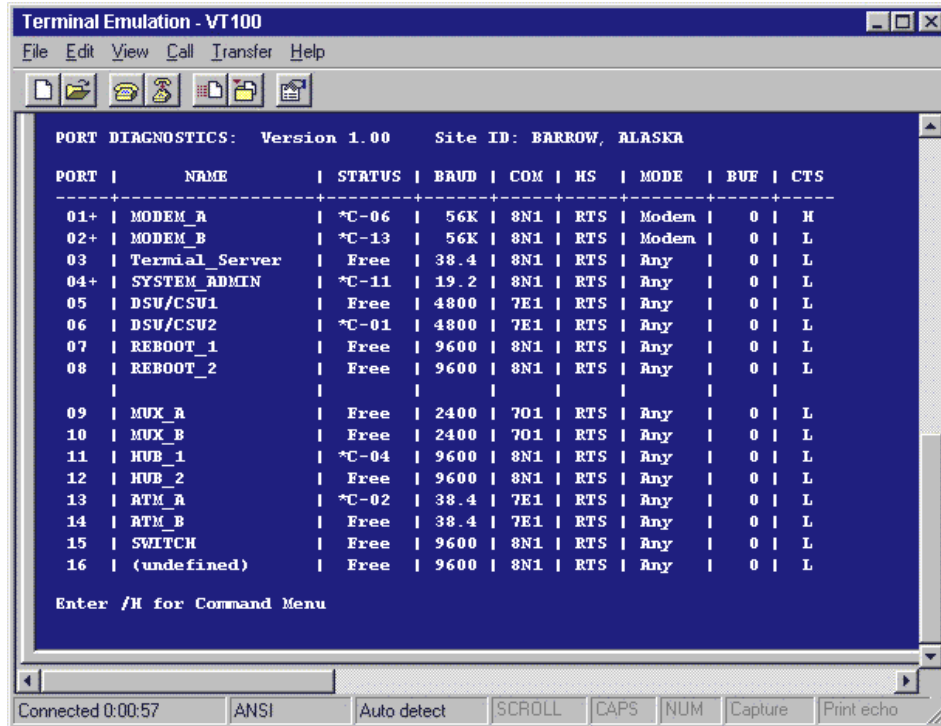 Terminal Emulation - VT100
File Edit View Call Transfer Help
PORT DIAGNOSTICS: Version 1.00 Site ID: BARROW, ALASKA
PORT | NAME | STATUS | BAUD | COM | HS | MODE | BUF | CTS
-----+----------------------+---------+------+-----+------+-------+-----+-----
01+ | MODEM_A | *C-06 | 56K | 8N1 | RTS | Modem | 0 | H
02+ | MODEM_B | *C-13 | 56K | 8N1 | RTS | Modem | 0 | L
03 | Termial_Server | Free | 38.4 | 8N1 | RTS | Any | 0 | L
04+ | SYSTEM_ADMIN | *C-11 | 19.2 | 8N1 | RTS | Any | 0 | L
05 | DSU/CSU1 | Free | 4800 | 7E1 | RTS | Any | 0 | L
06 | DSU/CSU2 | *C-01 | 4800 | 7E1 | RTS | Any | 0 | L
07 | REBOOT_1 | Free | 9600 | 8N1 | RTS | Any | 0 | L
08 | REBOOT_2 | Free | 9600 | 8N1 | RTS | Any | 0 | L
| | | | | | | |
09 | MUX_A | Free | 2400 | 7O1 | RTS | Any | 0 | L
10 | MUX_B | Free | 2400 | 7O1 | RTS | Any | 0 | L
11 | HUB_1 | *C-04 | 9600 | 8N1 | RTS | Any | 0 | L
12 | HUB_2 | Free | 9600 | 8N1 | RTS | Any | 0 | L
13 | ATM_A | *C-02 | 38.4 | 7E1 | RTS | Any | 0 | L
14 | ATM_B | Free | 38.4 | 7E1 | RTS | Any | 0 | L
15 | SWITCH | Free | 9600 | 8N1 | RTS | Any | 0 | L
16 | (undefined) | Free | 9600 | 8N1 | RTS | Any | 0 | L
Enter /H for Command Menu
Connected 0:00:57 ANSI Auto detect SCROLL CAPS NUM Capture Print echo